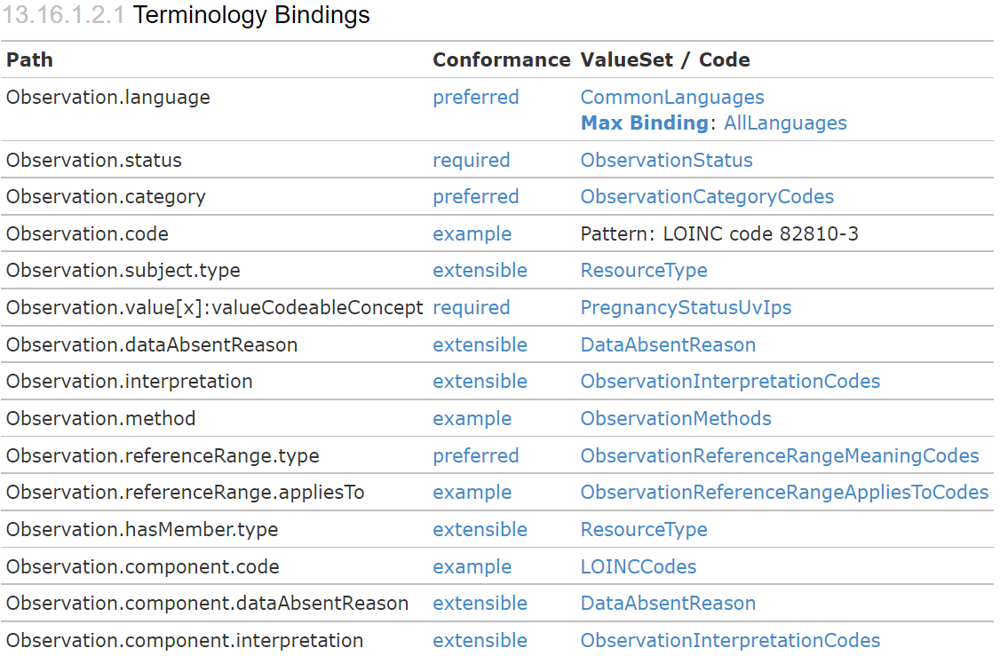 13.16.1.2.1 Terminology Bindings
Path Conformance ValueSet / Code
Observation.language preferred CommonLanguages
Max Binding: AllLanguages
Observation.status required ObservationStatus
Observation.category preferred ObservationCategoryCodes
Observation.code example Pattern: LOINC code 82810-3
Observation.subject.type extensible ResourceType
Observation.value[x]:valueCodeableConcept required PregnancyStatusUvIps
Observation.dataAbsentReason extensible DataAbsentReason
Observation.interpretation extensible ObservationInterpretationCodes
Observation.method example ObservationMethods
Observation.referenceRange.type preferred ObservationReferenceRangeMeaningCodes
Observation.referenceRange.appliesTo example ObservationReferenceRangeAppliesToCodes
Observation.hasMember.type extensible ResourceType
Observation.component.code example LOINCCodes
Observation.component.dataAbsentReason extensible DataAbsentReason
Observation.component.interpretation extensible ObservationInterpretationCodes